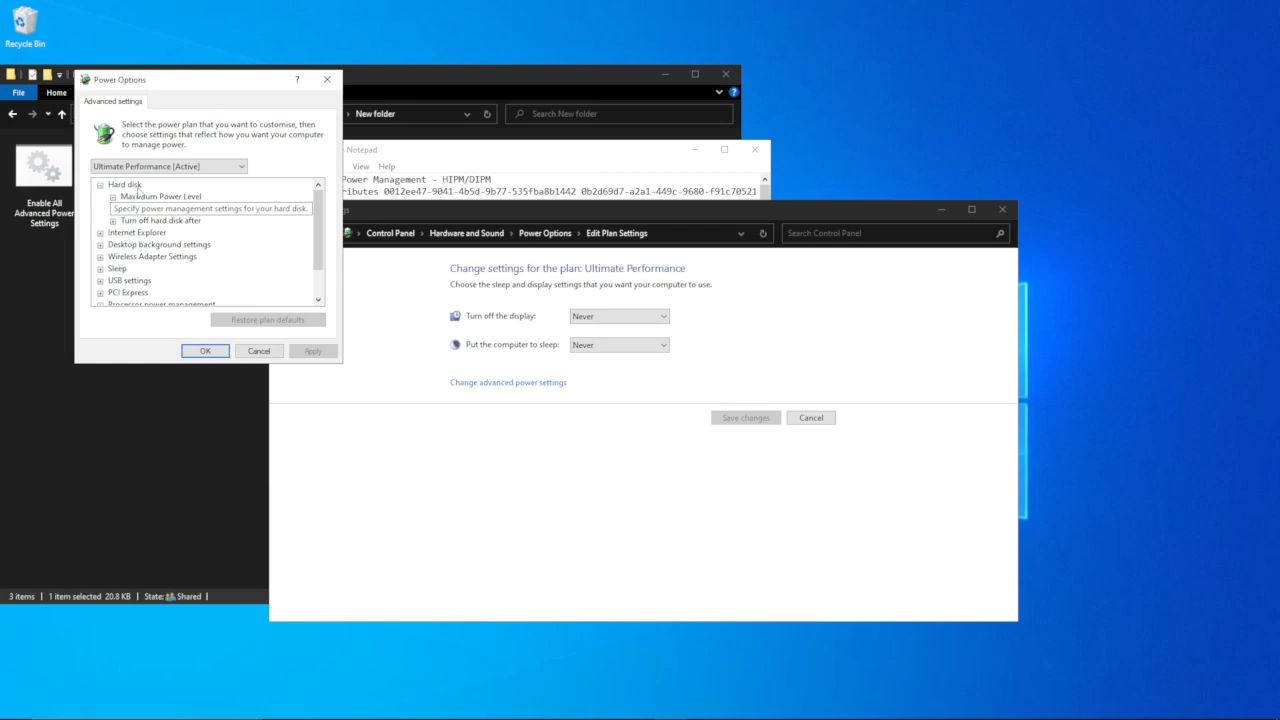 Recycle Bin
File
Home
New folder
Search New folder
Enable All
Advanced Power
Settings
3 items
1 item selected 20.8 KB
State:
Shared
Power Options
?
Advanced settings
Select the power plan that you want to customise, then
choose settings that reflect how you want your computer
to manage power.
Ultimate Performance [Active]
Hard disk
Maximum Power Level
Specify power management settings for your hard disk.
Turn off hard disk after
Internet Explorer
Desktop background settings
Wireless Adapter Settings
Sleep
USB settings
PCI Express
Processor power management
Restore plan defaults
OK
Cancel
Apply
Notepad
View
Help
Power Management - HIPM/DIPM
ributes 0012ee47-9041-4b5d-9b77-535fba8b1442 0b2d69d7-a2a1-449c-9680-f91c70521
gs
Control Panel
Hardware and Sound
Power Options
Edit Plan Settings
Search Control Panel
Change settings for the plan: Ultimate Performance
Choose the sleep and display settings that you want your computer to use.
Turn off the display:
Never
Put the computer to sleep:
Never
Change advanced power settings
Save changes
Cancel